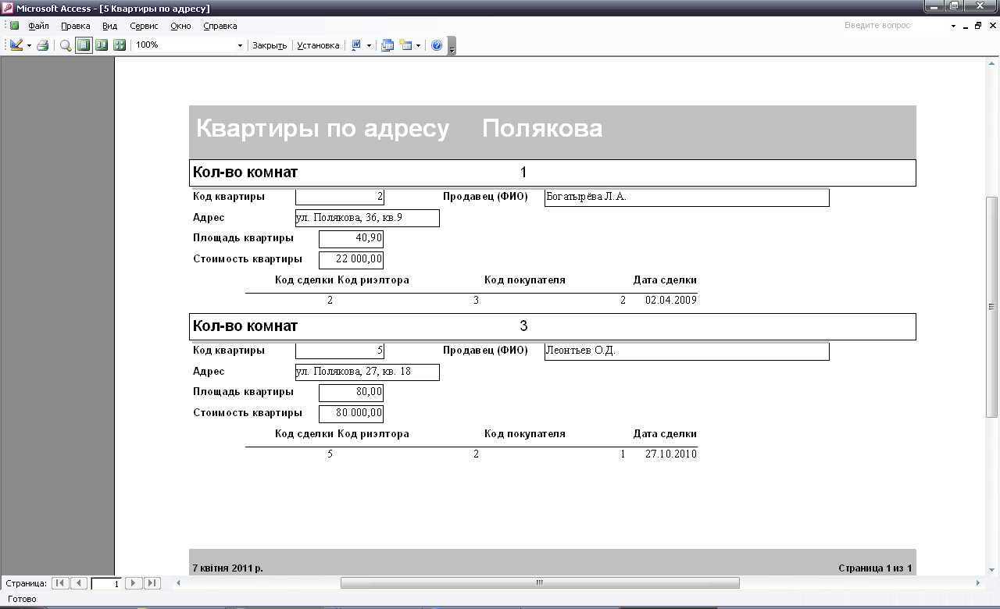 Microsoft Access - [5 Квартиры по адресу]
Файл Правка Вид Сервис Окно Справка Введите вопрос
100% Закрыть Установка
Квартиры по адресу Полякова
Кол-во комнат 1
Код квартиры 2 Продавец (ФИО) Богатырёва Л.А.
Адрес ул. Полякова, 36, кв.9
Площадь квартиры 40,90
Стоимость квартиры 22 000,00
Код сделки Код риэлтора Код покупателя Дата сделки
2 3 2 02.04.2009
Кол-во комнат 3
Код квартиры 5 Продавец (ФИО) Леонтьев О.Д.
Адрес ул. Полякова, 27, кв. 18
Площадь квартиры 80,00
Стоимость квартиры 80 000,00
Код сделки Код риэлтора Код покупателя Дата сделки
5 2 1 27.10.2010
7 квітня 2011 р. Страница 1 из 1
Страница: 1
Готово